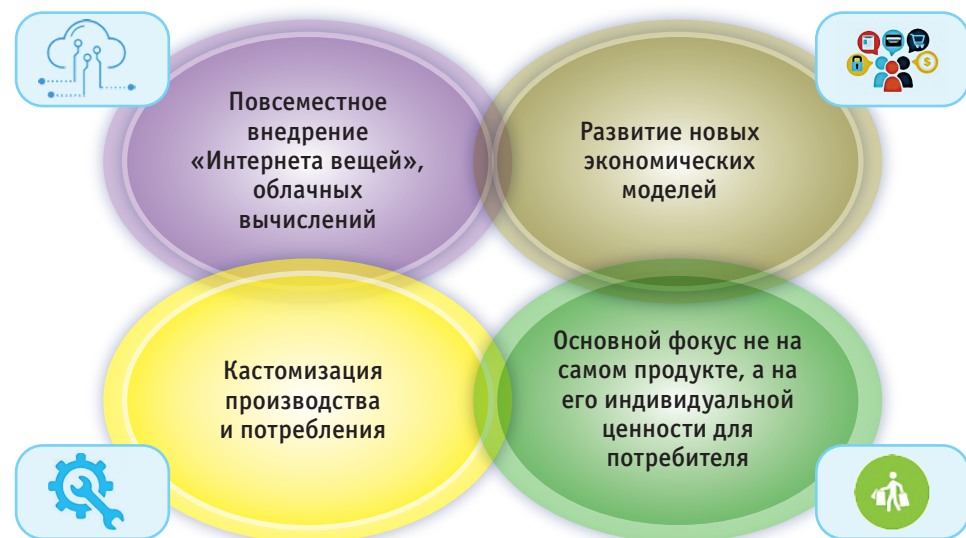 Повсеместное
внедрение
«Интернета вещей»,
облачных
вычислений
Развитие новых
экономических
моделей
Кастомизация
производства
и потребления
Основной фокус не на
самом продукте, а на
его индивидуальной
ценности для
потребителя